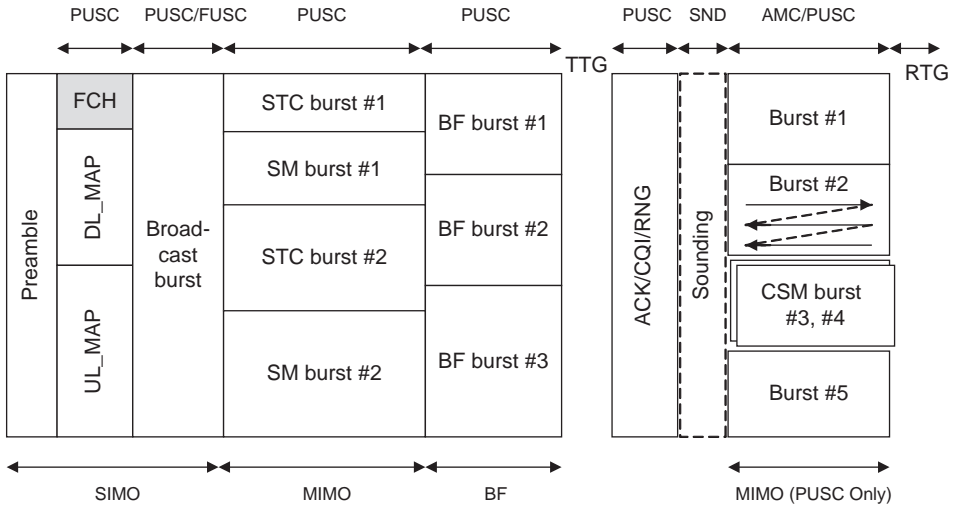 PUSC PUSC/FUSC PUSC PUSC PUSC SND AMC/PUSC
TTG
RTG
Preamble
FCH
DL_MAP
UL_MAP
Broad-
cast
burst
STC burst #1
SM burst #1
STC burst #2
SM burst #2
BF burst #1
BF burst #2
BF burst #3
ACK/CQI/RNG
Sounding
Burst #1
Burst #2
CSM burst
#3, #4
Burst #5
SIMO MIMO BF MIMO (PUSC Only)